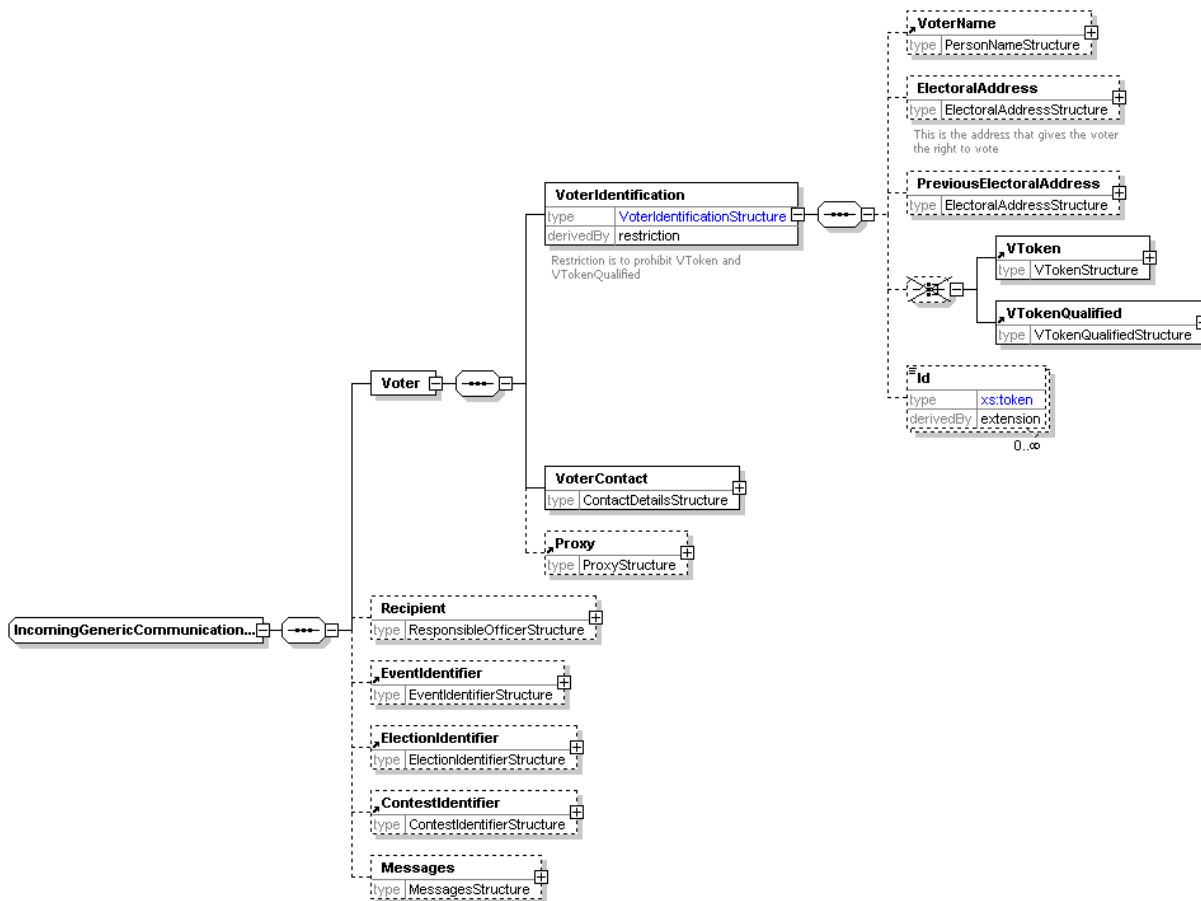 VoterName
type PersonNameStructure
ElectoralAddress
type ElectoralAddressStructure
This is the address that gives the voter
the right to vote
PreviousElectoralAddress
type ElectoralAddressStructure
VoterIdentification
type VoterIdentificationStructure
derivedBy restriction
Restriction is to prohibit VToken and
VTokenQualified
VToken
type VTokenStructure
VTokenQualified
type VTokenQualifiedStructure
Id
type xs:token
derivedBy extension
0..∞
Voter
VoterContact
type ContactDetailsStructure
Proxy
type ProxyStructure
IncomingGenericCommunication...
Recipient
type ResponsibleOfficerStructure
EventIdentifier
type EventIdentifierStructure
ElectionIdentifier
type ElectionIdentifierStructure
ContestIdentifier
type ContestIdentifierStructure
Messages
type MessagesStructure